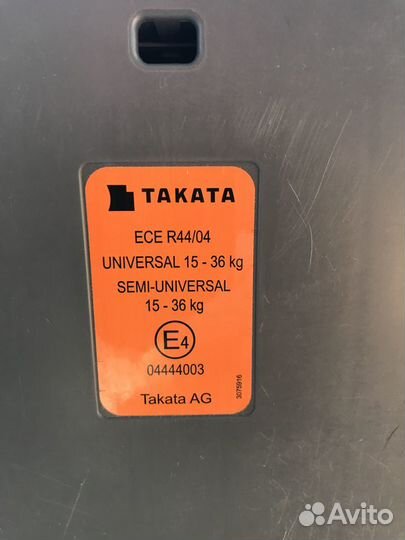 TAKATA
ECE R44/04
UNIVERSAL 15 - 36 kg
SEMI-UNIVERSAL
15 - 36 kg
E4
04444003
Takata AG
3075916
Avito